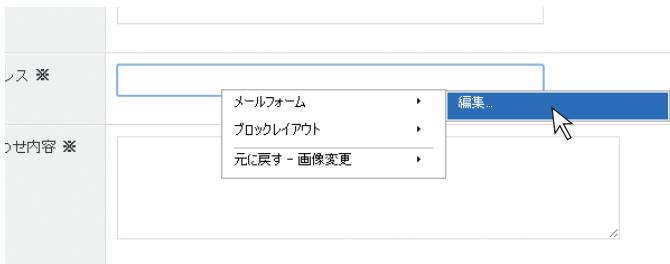 レス ※
メールフォーム
編集...
ブロックレイアウト
わせ内容 ※
元に戻す - 画像変更